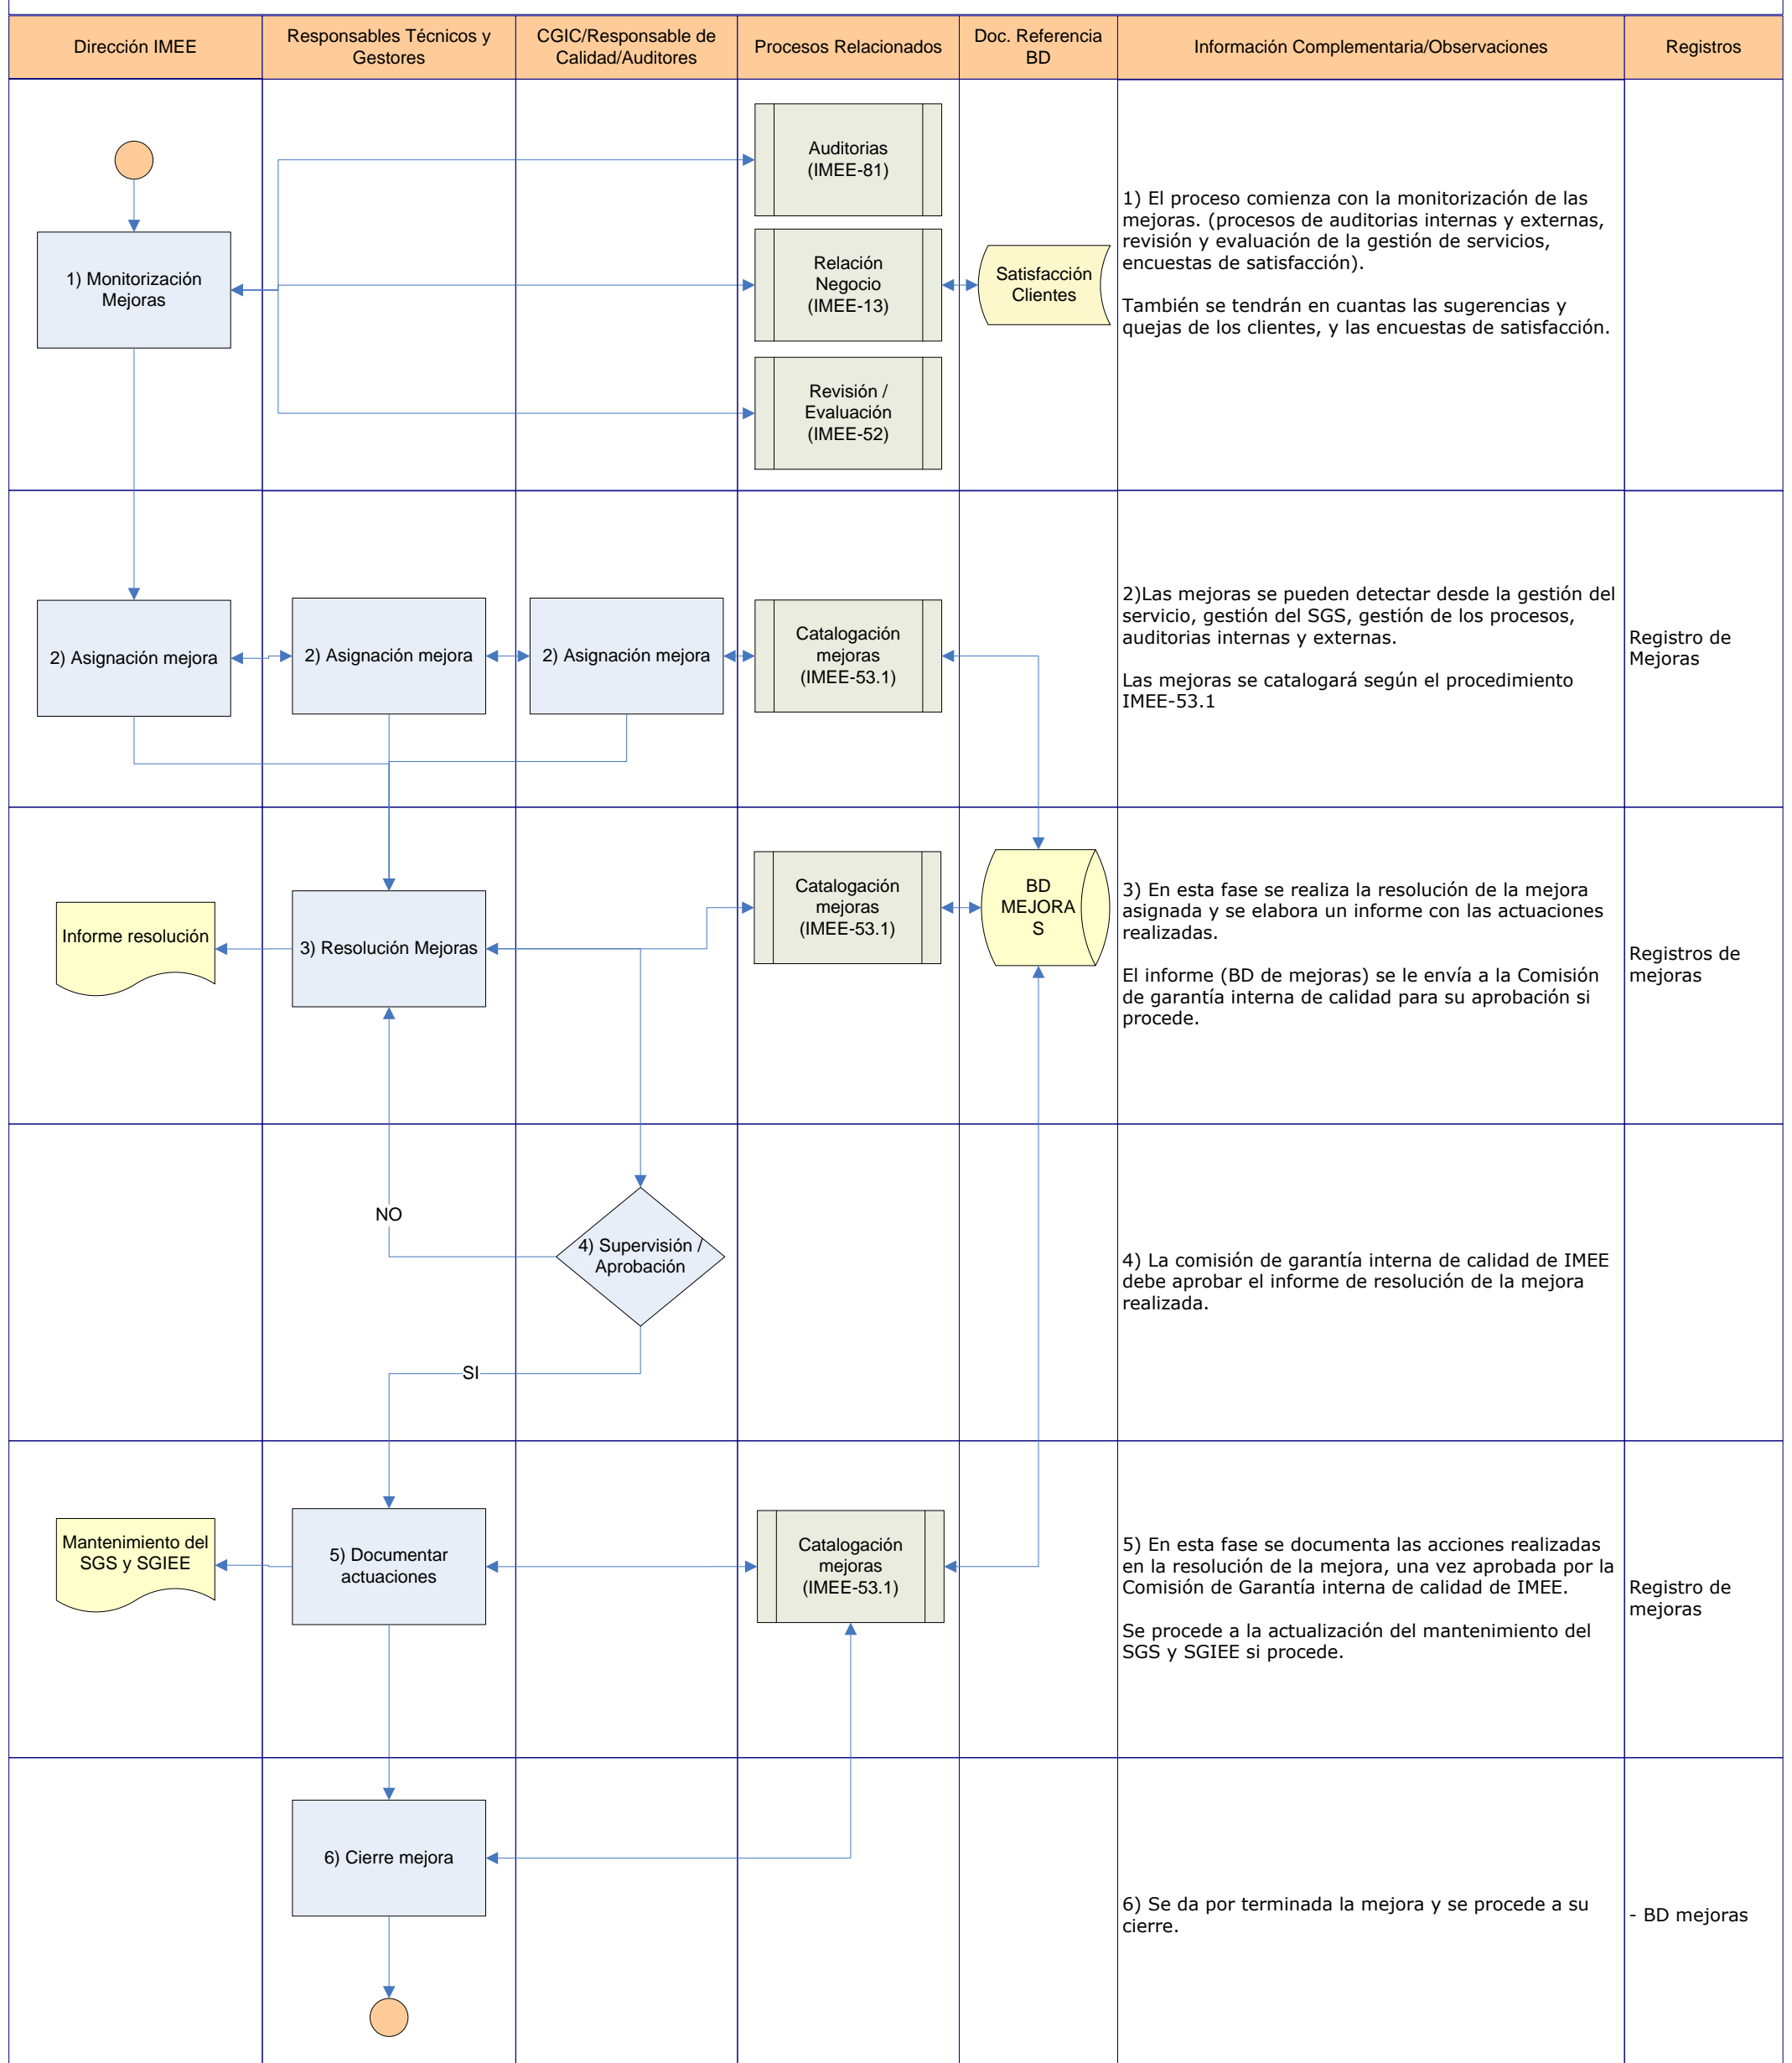 Dirección IMEE
Responsables Técnicos y
Gestores
CGIC/Responsable de
Calidad/Auditores
Procesos Relacionados
Doc. Referencia
BD
Información Complementaria/Observaciones
Registros
1) Monitorización
Mejoras
Auditorias
(IMEE-81)
Relación
Negocio
(IMEE-13)
Revisión /
Evaluación
(IMEE-52)
Satisfacción
Clientes
1) El proceso comienza con la monitorización de las
mejoras. (procesos de auditorias internas y externas,
revisión y evaluación de la gestión de servicios,
encuestas de satisfacción).
También se tendrán en cuantas las sugerencias y
quejas de los clientes, y las encuestas de satisfacción.
2) Asignación mejora
2) Asignación mejora
2) Asignación mejora
Catalogación
mejoras
(IMEE-53.1)
2)Las mejoras se pueden detectar desde la gestión del
servicio, gestión del SGS, gestión de los procesos,
auditorias internas y externas.
Las mejoras se catalogará según el procedimiento
IMEE-53.1
Registro de
Mejoras
Informe resolución
3) Resolución Mejoras
Catalogación
mejoras
(IMEE-53.1)
BD
MEJORA
S
3) En esta fase se realiza la resolución de la mejora
asignada y se elabora un informe con las actuaciones
realizadas.
El informe (BD de mejoras) se le envía a la Comisión
de garantía interna de calidad para su aprobación si
procede.
Registros de
mejoras
NO
4) Supervisión /
Aprobación
SI
4) La comisión de garantía interna de calidad de IMEE
debe aprobar el informe de resolución de la mejora
realizada.
Mantenimiento del
SGS y SGIEE
5) Documentar
actuaciones
Catalogación
mejoras
(IMEE-53.1)
5) En esta fase se documenta las acciones realizadas
en la resolución de la mejora, una vez aprobada por la
Comisión de Garantía interna de calidad de IMEE.
Se procede a la actualización del mantenimiento del
SGS y SGIEE si procede.
Registro de
mejoras
6) Cierre mejora
6) Se da por terminada la mejora y se procede a su
cierre.
- BD mejoras